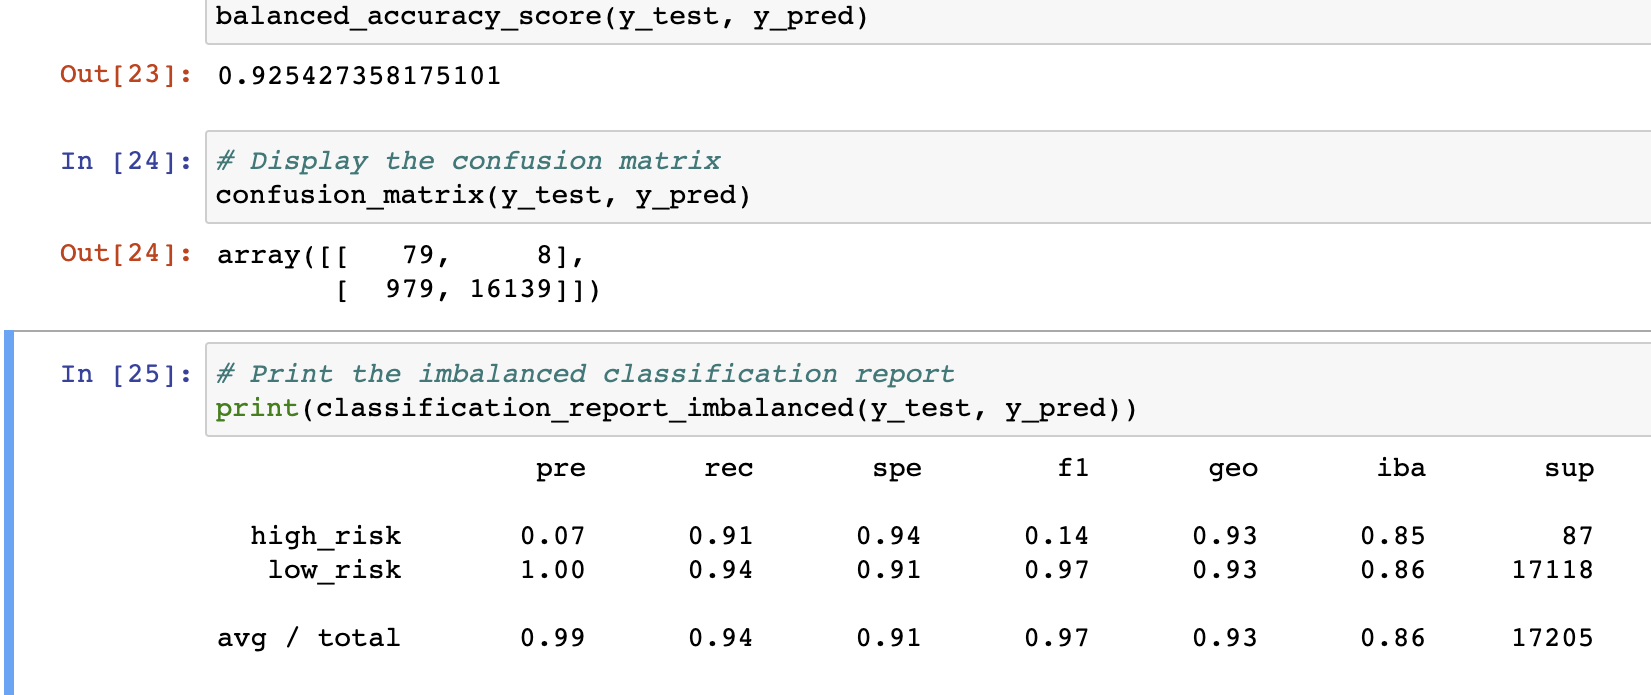 balanced_accuracy_score(y_test, y_pred)
Out[23]: 0.925427358175101
In [24]: # Display the confusion matrix
confusion_matrix(y_test, y_pred)
Out[24]: array([[   79,     8],
       [  979, 16139]])
In [25]: # Print the imbalanced classification report
print(classification_report_imbalanced(y_test, y_pred))
pre rec spe f1 geo iba sup
high_risk 0.07 0.91 0.94 0.14 0.93 0.85 87
low_risk 1.00 0.94 0.91 0.97 0.93 0.86 17118
avg / total 0.99 0.94 0.91 0.97 0.93 0.86 17205